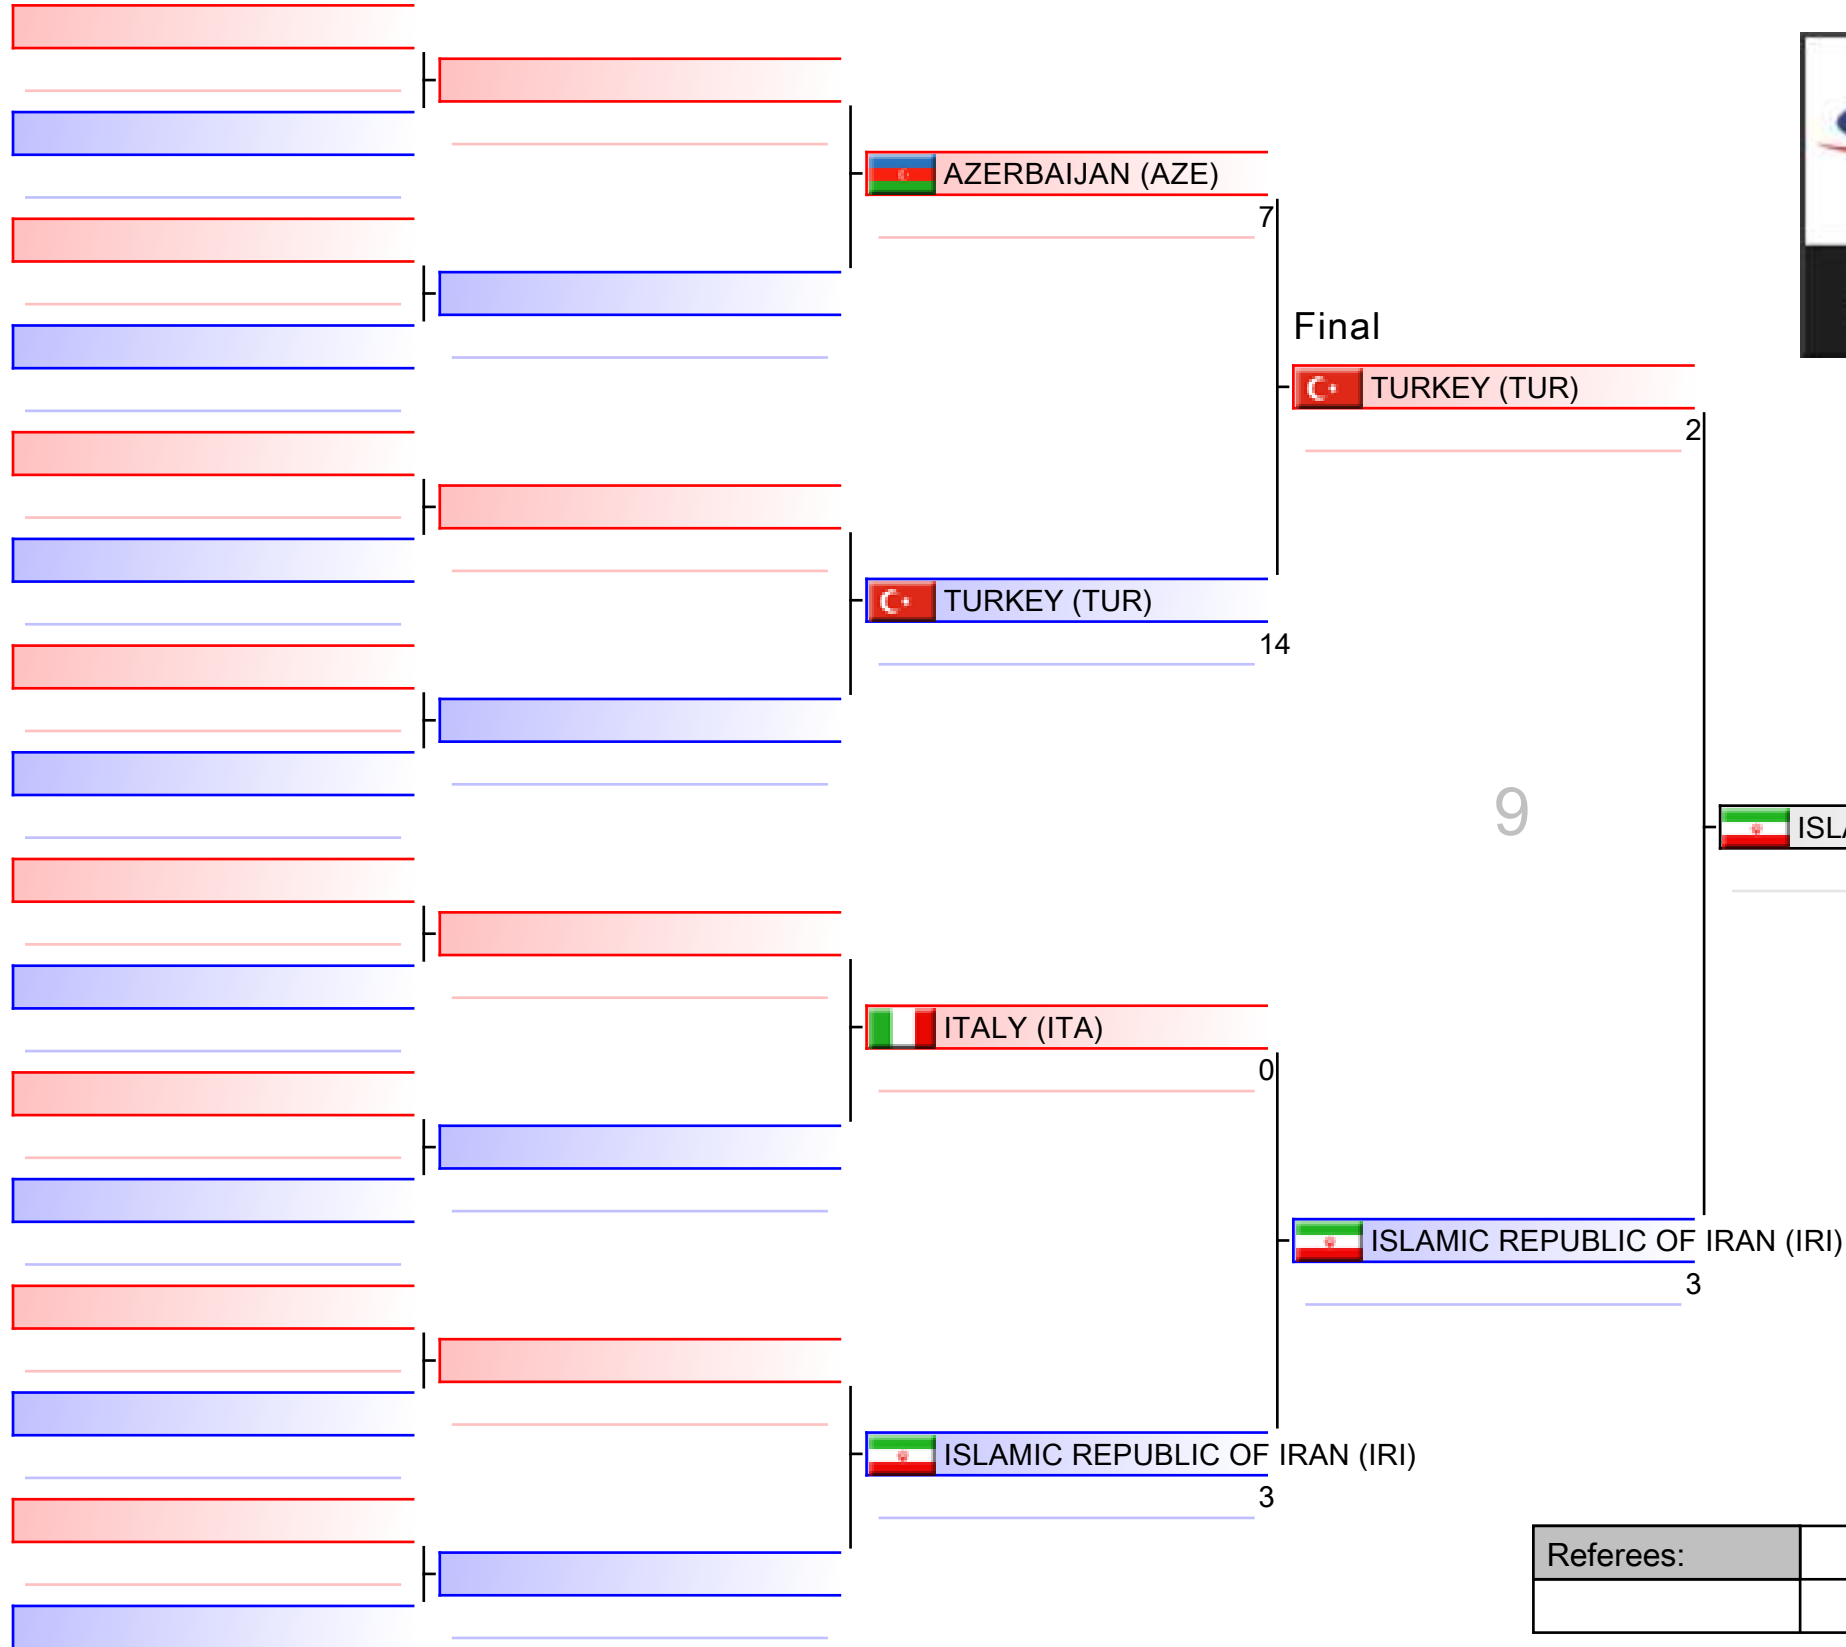 AZERBAIJAN (AZE)
7
Final
TURKEY (TUR)
2
TURKEY (TUR)
14
9
ISLA
ITALY (ITA)
0
ISLAMIC REPUBLIC OF IRAN (IRI)
3
ISLAMIC REPUBLIC OF IRAN (IRI)
3
Referees: